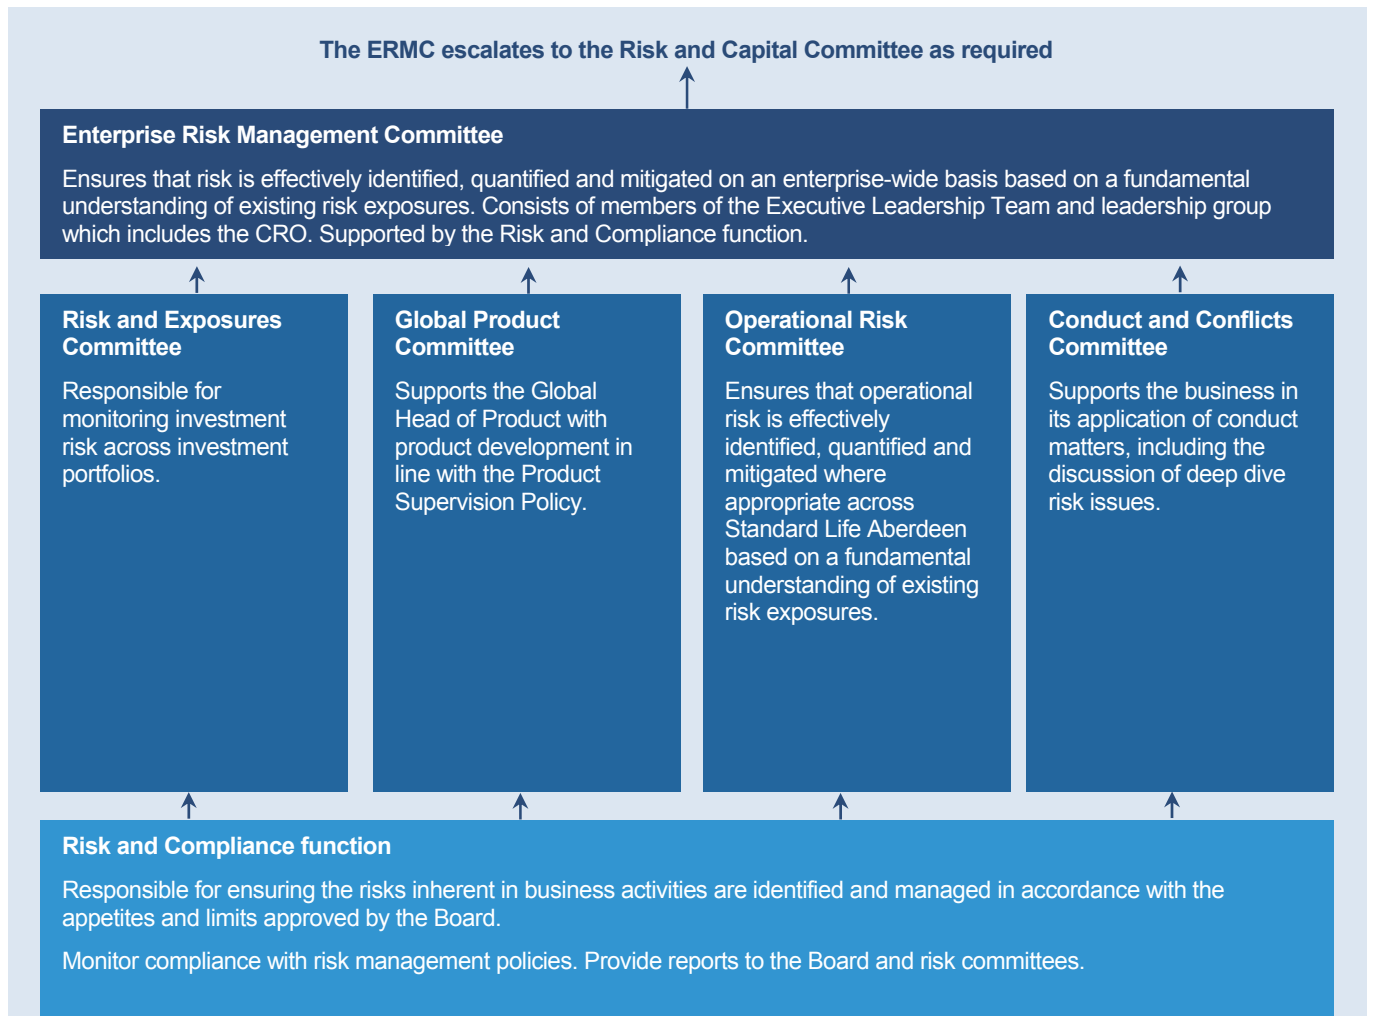 The ERMC escalates to the Risk and Capital Committee as required
Enterprise Risk Management Committee
Ensures that risk is effectively identified, quantified and mitigated on an enterprise-wide basis based on a fundamental
understanding of existing risk exposures. Consists of members of the Executive Leadership Team and leadership group
which includes the CRO. Supported by the Risk and Compliance function.
Risk and Exposures
Committee
Responsible for
monitoring investment
risk across investment
portfolios.
Global Product
Committee
Supports the Global
Head of Product with
product development in
line with the Product
Supervision Policy.
Operational Risk
Committee
Ensures that operational
risk is effectively
identified, quantified and
mitigated where
appropriate across
Standard Life Aberdeen
based on a fundamental
understanding of existing
risk exposures.
Conduct and Conflicts
Committee
Supports the business in
its application of conduct
matters, including the
discussion of deep dive
risk issues.
Risk and Compliance function
Responsible for ensuring the risks inherent in business activities are identified and managed in accordance with the
appetites and limits approved by the Board.
Monitor compliance with risk management policies. Provide reports to the Board and risk committees.